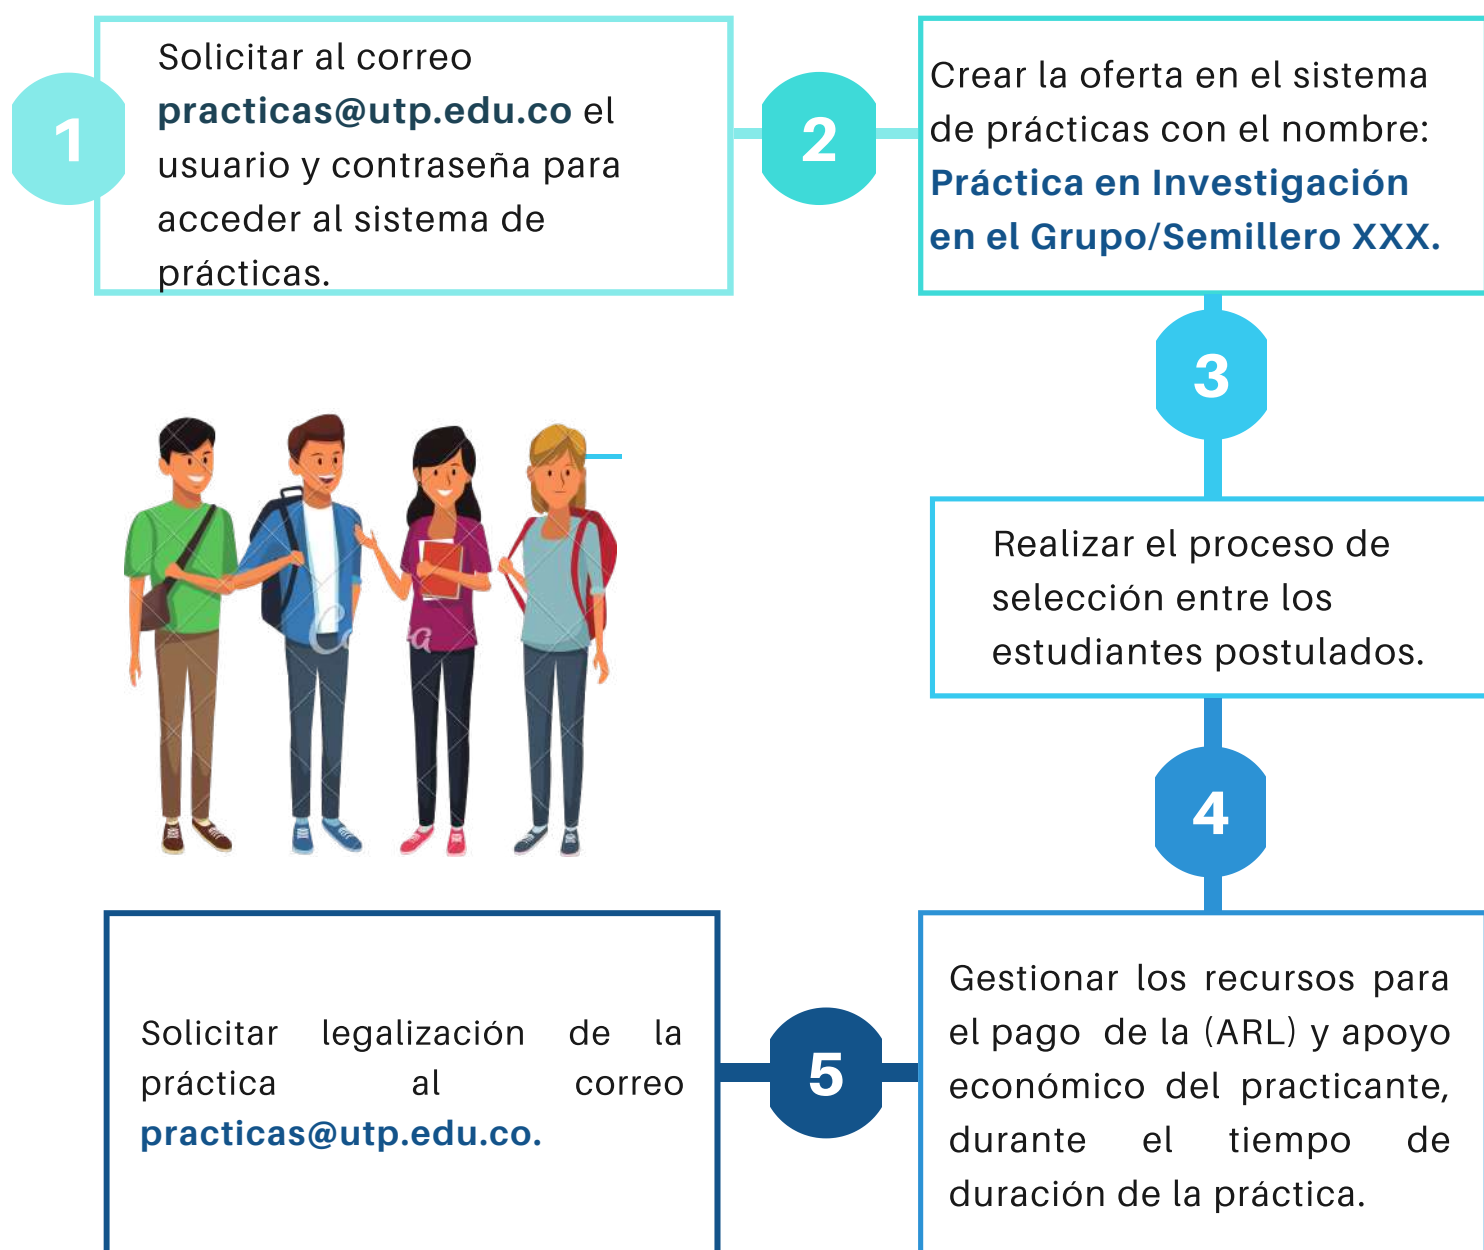 1
Solicitar al correo
practicas@utp.edu.co el
usuario y contraseña para
acceder al sistema de
prácticas.
2
Crear la oferta en el sistema
de prácticas con el nombre:
Práctica en Investigación
en el Grupo/Semillero XXX.
3
Realizar el proceso de
selección entre los
estudiantes postulados.
4
Gestionar los recursos para
el pago de la (ARL) y apoyo
económico del practicante,
durante el tiempo de
duración de la práctica.
5
Solicitar legalización de la
práctica al correo
practicas@utp.edu.co.